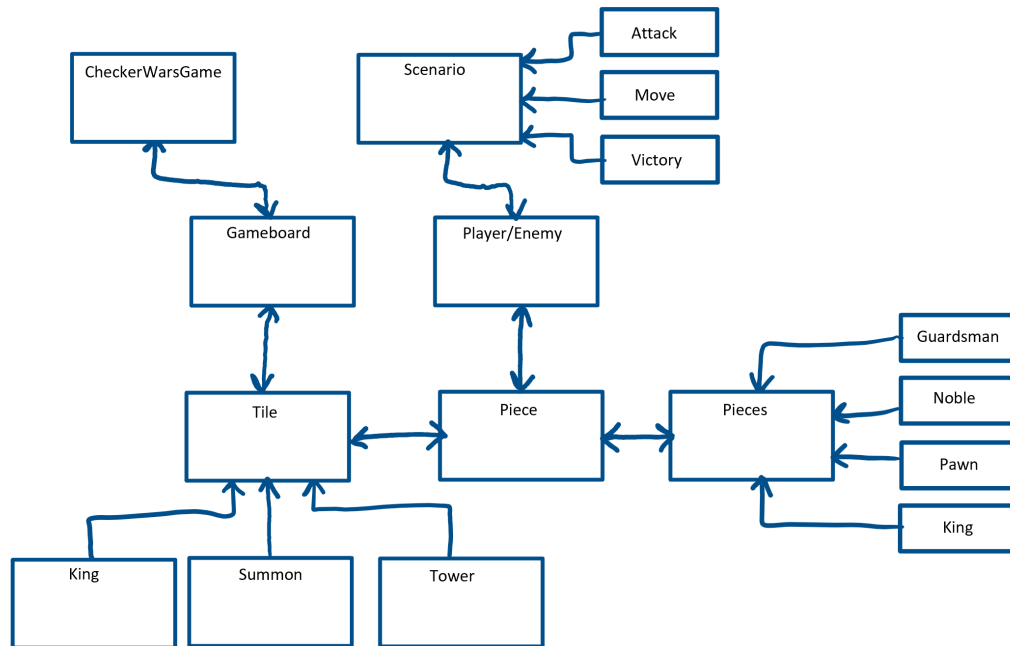 Attack
CheckerWarsGame
Scenario
Move
Victory
Gameboard
Player/Enemy
Guardsman
Noble
Tile
Piece
Pieces
Pawn
King
King
Summon
Tower